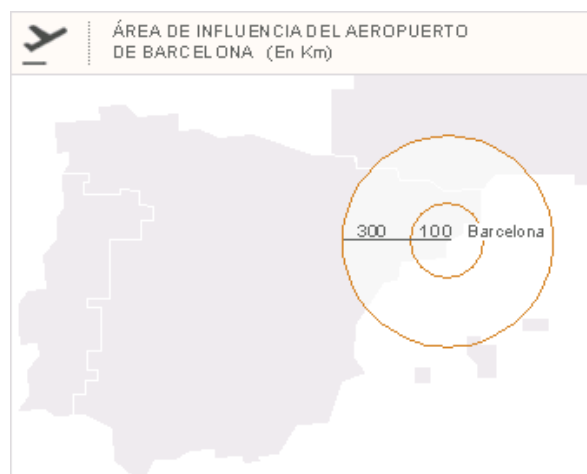 ÁREA DE INFLUENCIA DEL AEROPUERTO
DE BARCELONA (En Km)
300 100 Barcelona